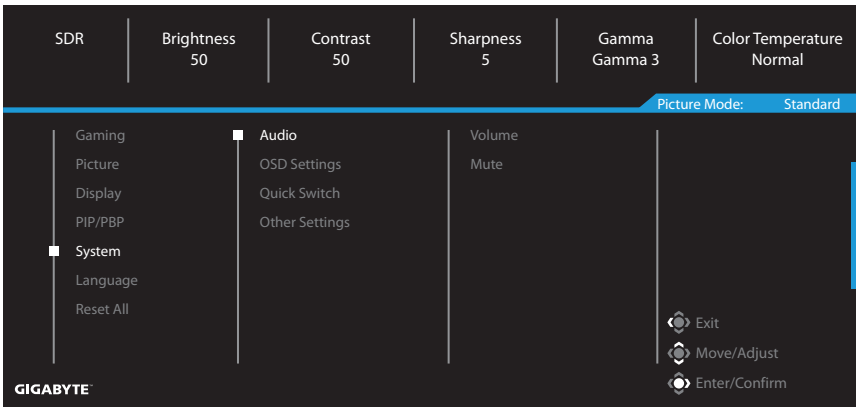 SDR Brightness Contrast Sharpness Gamma Color Temperature
50 50 5 Gamma 3 Normal
Picture Mode: Standard
Gaming Audio Volume
Picture OSD Settings Mute
Display Quick Switch
PIP/PBP Other Settings
System
Language
Reset All
Exit
Move/Adjust
GIGABYTE™ Enter/Confirm